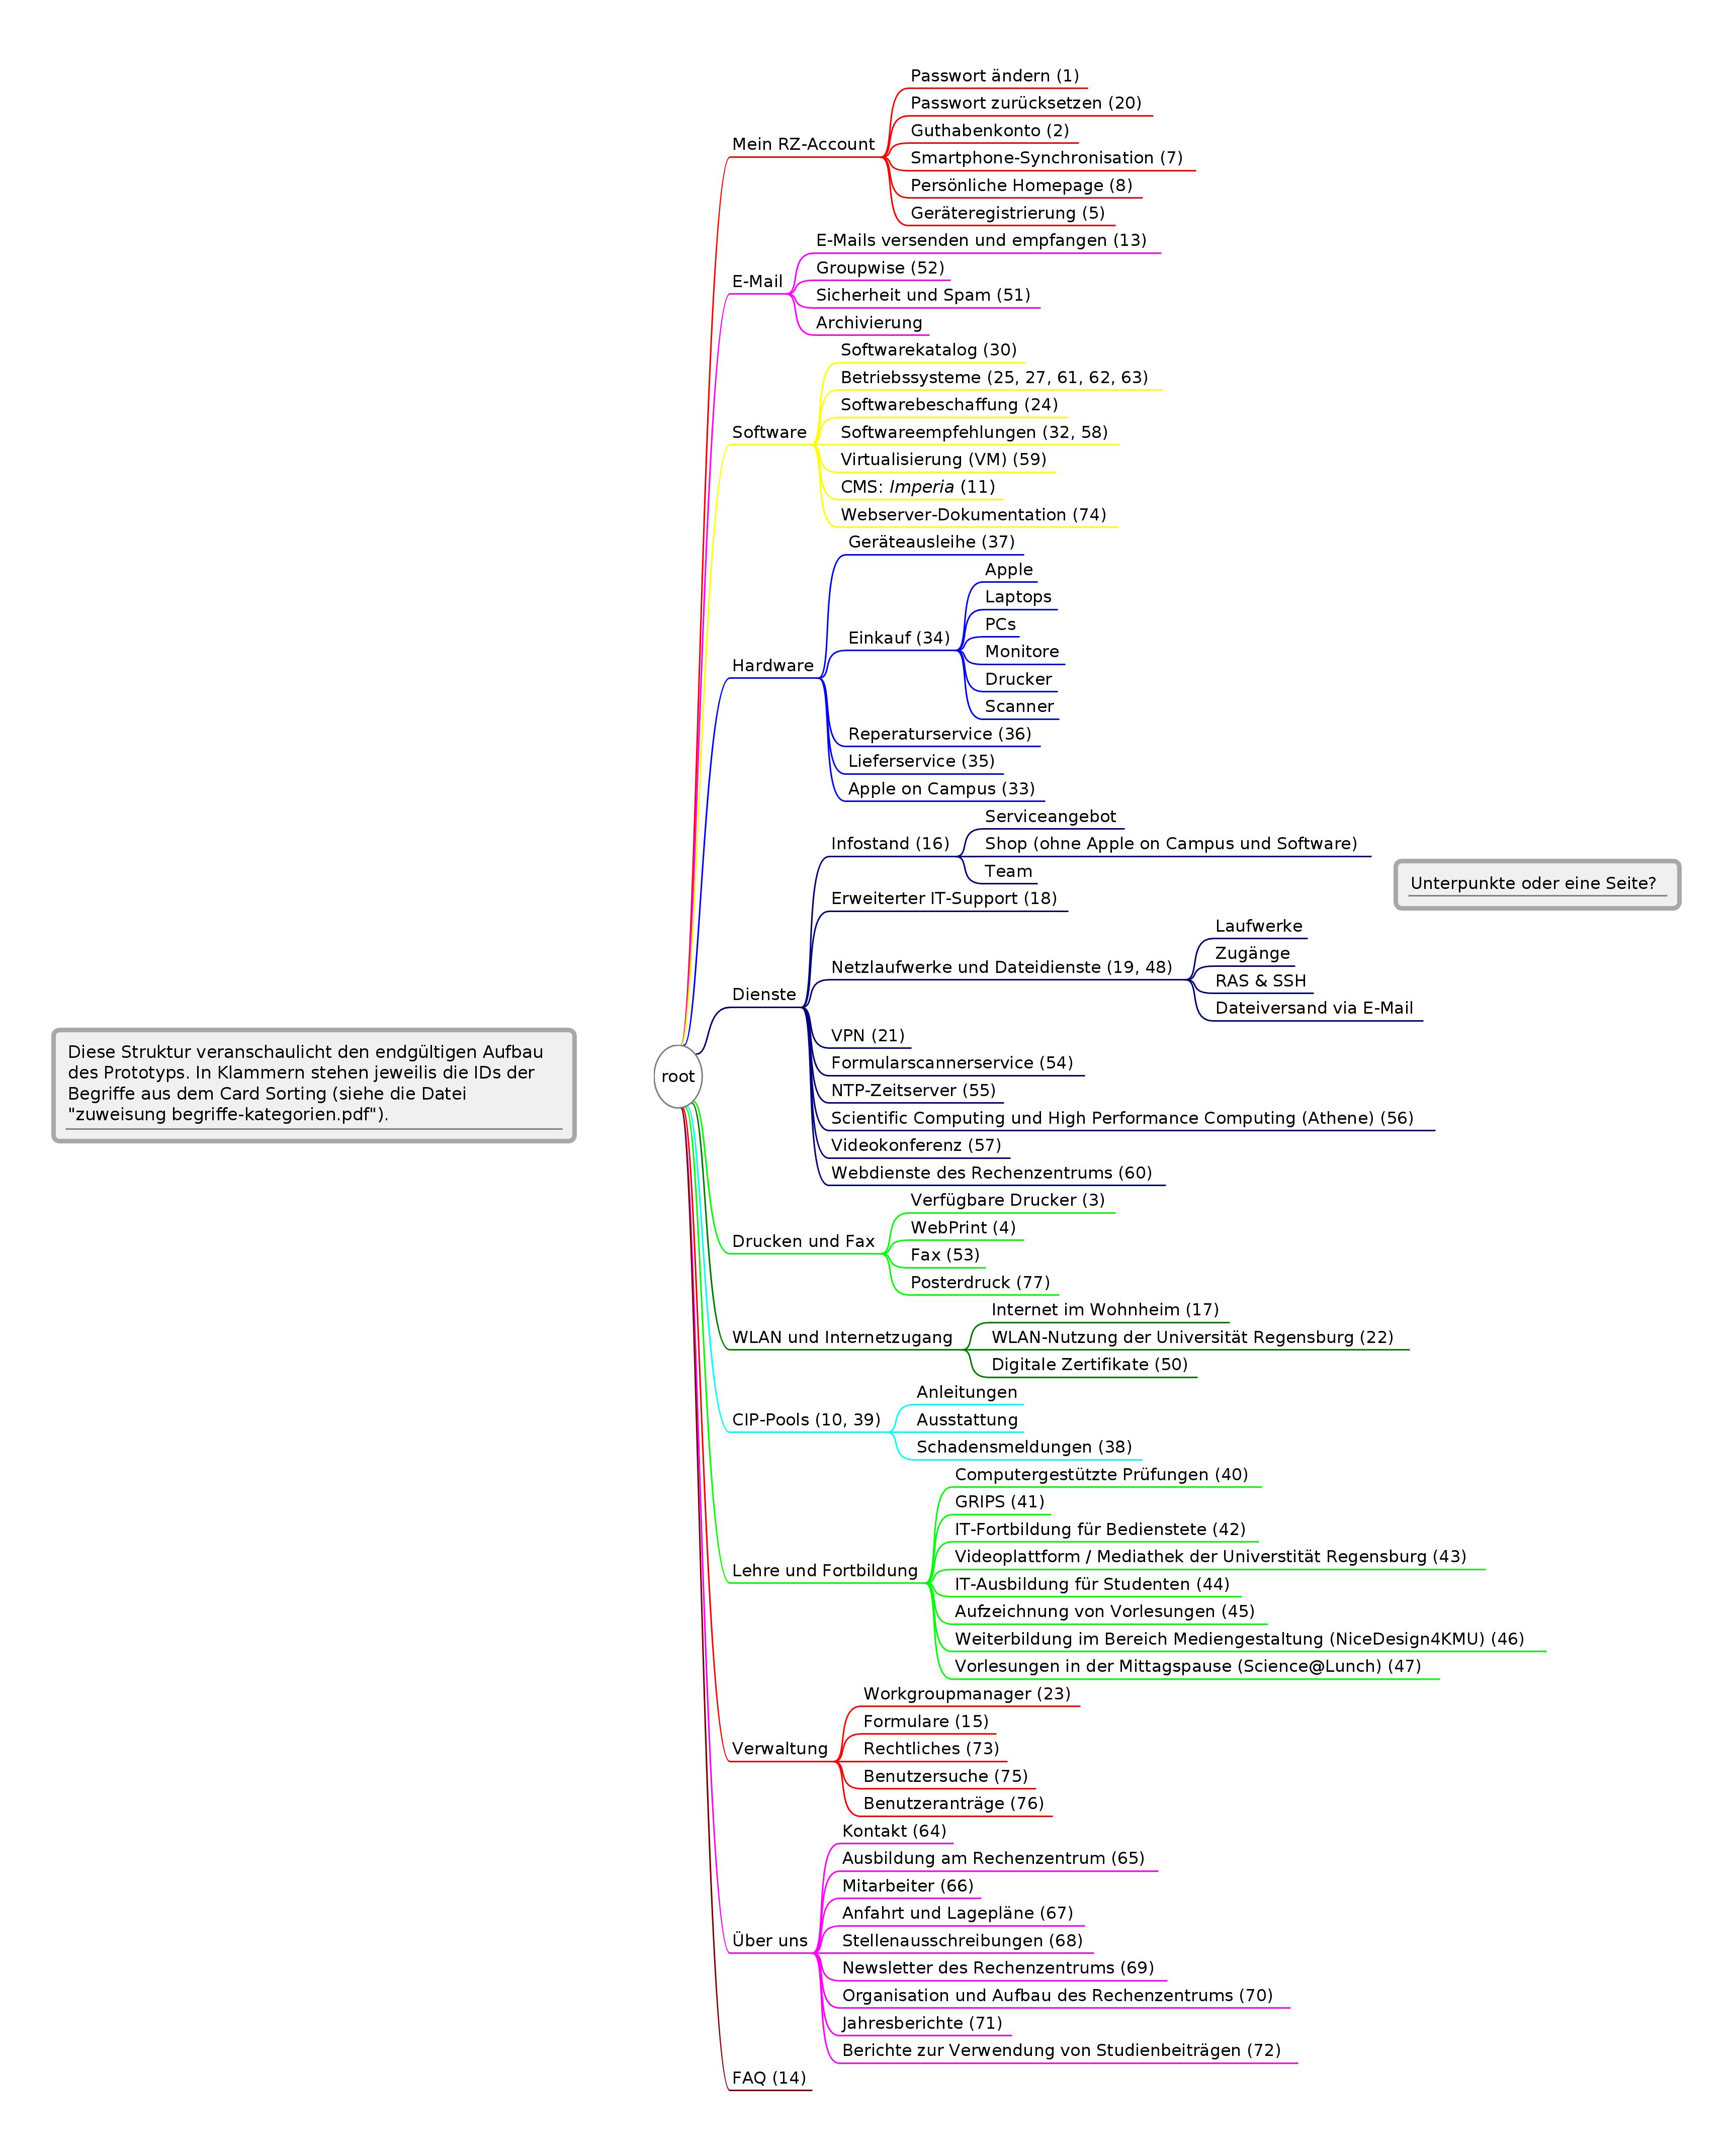 Passwort ändern (1)
Passwort zurücksetzen (20)
Guthabenkonto (2)
Mein RZ-Account
Smartphone-Synchronisation (7)
Persönliche Homepage (8)
Geräteregistrierung (5)
E-Mails versenden und empfangen (13)
Groupwise (52)
E-Mail
Sicherheit und Spam (51)
Archivierung
Softwarekatalog (30)
Betriebssysteme (25, 27, 61, 62, 63)
Softwarebeschaffung (24)
Software
Softwareempfehlungen (32, 58)
Virtualisierung (VM) (59)
CMS: Imperia (11)
Webserver-Dokumentation (74)
Geräteausleihe (37)
Apple
Laptops
PCs
Einkauf (34)
Monitore
Hardware
Drucker
Scanner
Reperaturservice (36)
Lieferservice (35)
Apple on Campus (33)
Serviceangebot
Infostand (16)
Shop (ohne Apple on Campus und Software)
Team
Unterpunkte oder eine Seite?
Erweiterter IT-Support (18)
Laufwerke
Zugänge
Netzlaufwerke und Dateidienste (19, 48)
RAS & SSH
Dienste
Dateiversand via E-Mail
VPN (21)
Formularscannerservice (54)
NTP-Zeitserver (55)
Scientific Computing und High Performance Computing (Athene) (56)
Videokonferenz (57)
Webdienste des Rechenzentrums (60)
Diese Struktur veranschaulicht den endgültigen Aufbau
des Prototyps. In Klammern stehen jeweilis die IDs der
Begriffe aus dem Card Sorting (siehe die Datei
"zuweisung begriffe-kategorien.pdf").
root
Verfügbare Drucker (3)
WebPrint (4)
Drucken und Fax
Fax (53)
Posterdruck (77)
Internet im Wohnheim (17)
WLAN und Internetzugang
WLAN-Nutzung der Universität Regensburg (22)
Digitale Zertifikate (50)
Anleitungen
CIP-Pools (10, 39)
Ausstattung
Schadensmeldungen (38)
Computergestützte Prüfungen (40)
GRIPS (41)
IT-Fortbildung für Bedienstete (42)
Videoplattform / Mediathek der Universtität Regensburg (43)
Lehre und Fortbildung
IT-Ausbildung für Studenten (44)
Aufzeichnung von Vorlesungen (45)
Weiterbildung im Bereich Mediengestaltung (NiceDesign4KMU) (46)
Vorlesungen in der Mittagspause (Science@Lunch) (47)
Workgroupmanager (23)
Formulare (15)
Verwaltung
Rechtliches (73)
Benutzersuche (75)
Benutzeranträge (76)
Kontakt (64)
Ausbildung am Rechenzentrum (65)
Mitarbeiter (66)
Anfahrt und Lagepläne (67)
Über uns
Stellenausschreibungen (68)
Newsletter des Rechenzentrums (69)
Organisation und Aufbau des Rechenzentrums (70)
Jahresberichte (71)
Berichte zur Verwendung von Studienbeiträgen (72)
FAQ (14)